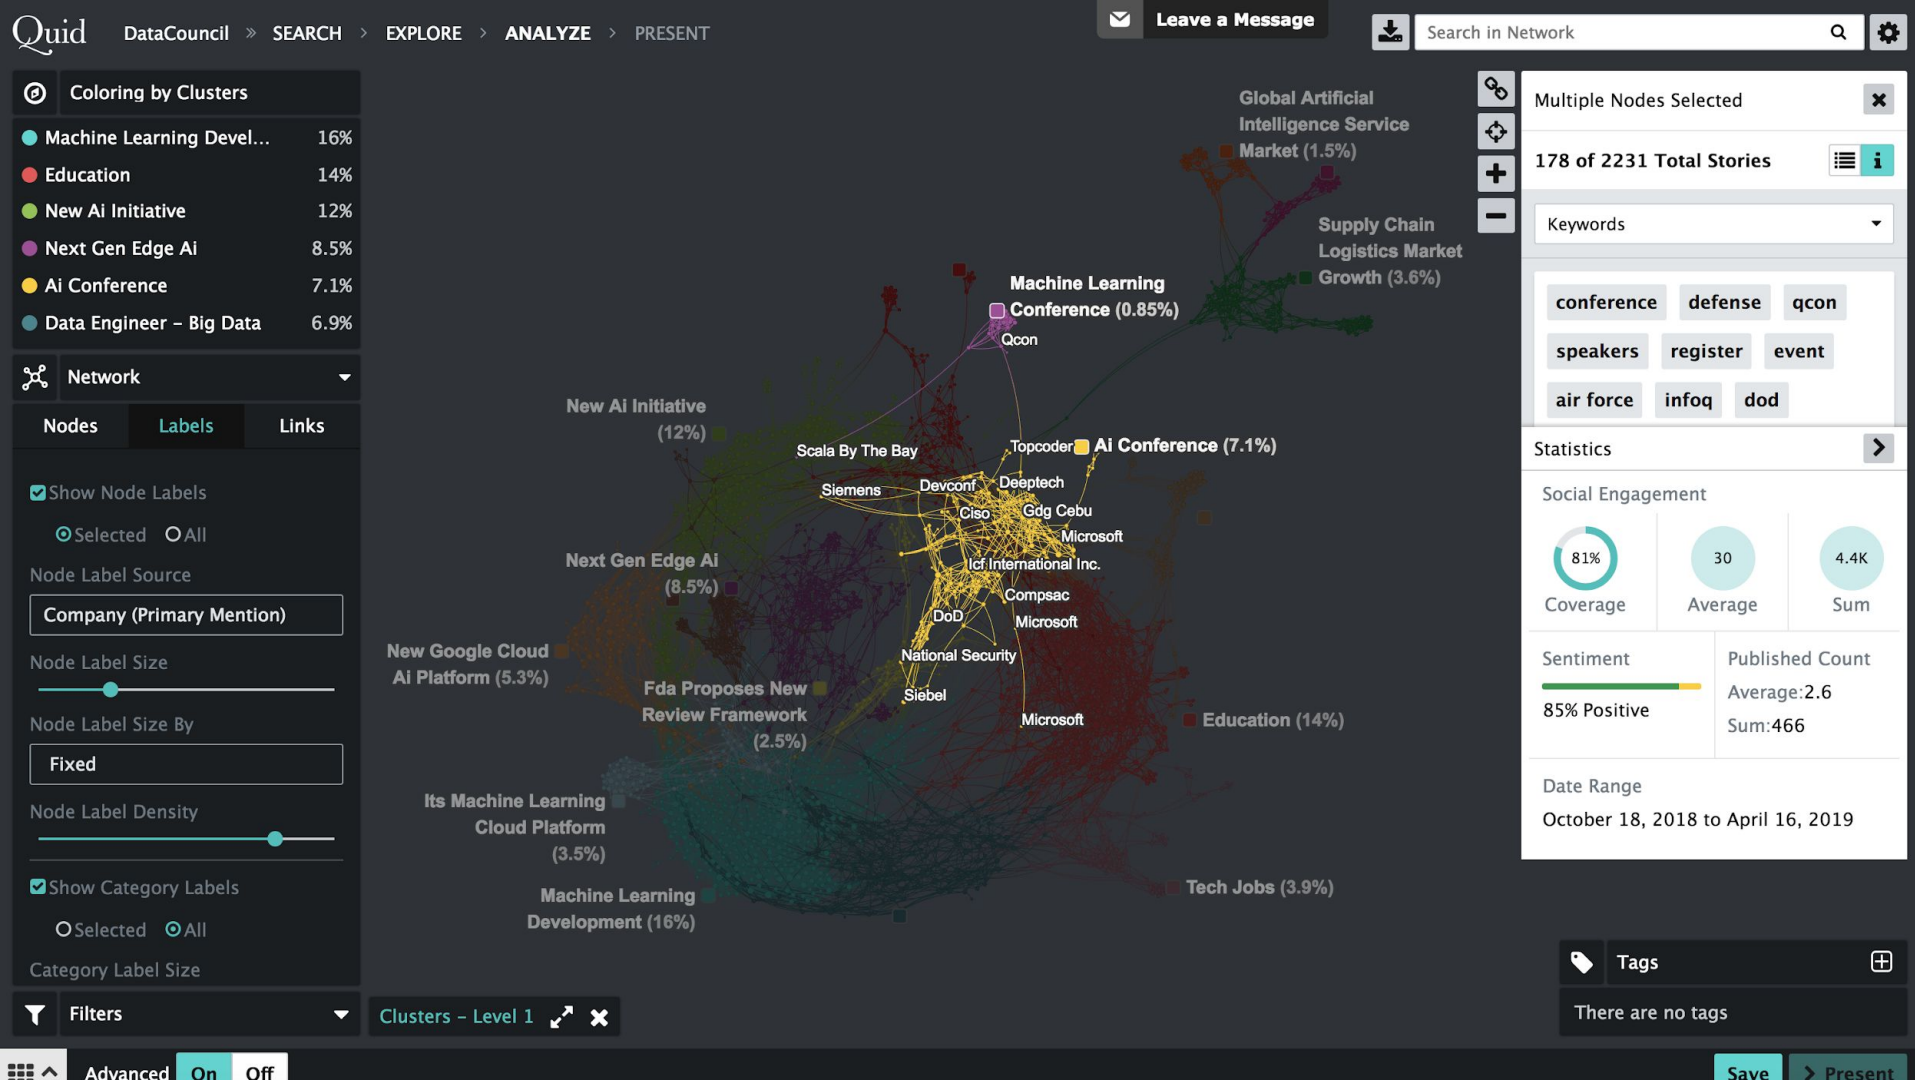 Quid
DataCouncil » SEARCH > EXPLORE > ANALYZE > PRESENT
Leave a Message
Search in Network
Coloring by Clusters
Machine Learning Devel... 16%
Education 14%
New Ai Initiative 12%
Next Gen Edge Ai 8.5%
Ai Conference 7.1%
Data Engineer – Big Data 6.9%
Network
Nodes Labels Links
Show Node Labels
Selected All
Node Label Source
Company (Primary Mention)
Node Label Size
Node Label Size By
Fixed
Node Label Density
Show Category Labels
Selected All
Category Label Size
Filters
Clusters – Level 1
Advanced On Off
Global Artificial
Intelligence Service
Market (1.5%)
Supply Chain
Logistics Market
Growth (3.6%)
Machine Learning
Conference (0.85%)
Qcon
New Ai Initiative
(12%)
Scala By The Bay
Topcoder
Ai Conference (7.1%)
Siemens
Devconf
Deeptech
Ciso
Gdg Cebu
Microsoft
Next Gen Edge Ai
(8.5%)
Icf International Inc.
Compsac
DoD
Microsoft
New Google Cloud
Ai Platform (5.3%)
National Security
Fda Proposes New
Review Framework
(2.5%)
Siebel
Microsoft
Education (14%)
Its Machine Learning
Cloud Platform
(3.5%)
Machine Learning
Development (16%)
Tech Jobs (3.9%)
Multiple Nodes Selected
178 of 2231 Total Stories
Keywords
conference defense qcon
speakers register event
air force infoq dod
Statistics
Social Engagement
81% 30 4.4K
Coverage Average Sum
Sentiment
85% Positive
Published Count
Average:2.6
Sum:466
Date Range
October 18, 2018 to April 16, 2019
Tags
There are no tags
Save > Present